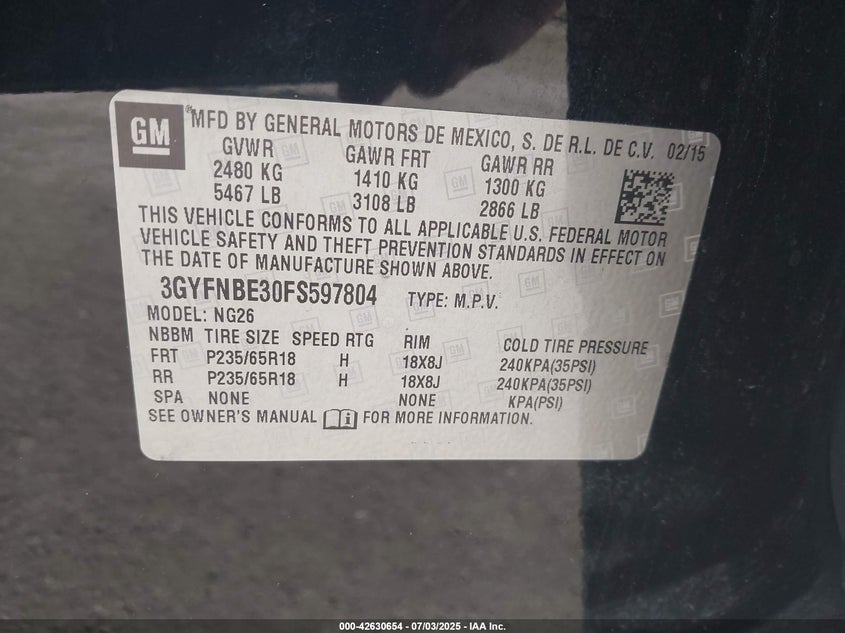 GM
® MFD BY GENERAL MOTORS DE MEXICO, S. DE R.L. DE C.V. 02/15
GVWR GAWR FRT GAWR RR
2480 KG 1410 KG 1300 KG
5467 LB 3108 LB 2866 LB
THIS VEHICLE CONFORMS TO ALL APPLICABLE U.S. FEDERAL MOTOR
VEHICLE SAFETY AND THEFT PREVENTION STANDARDS IN EFFECT ON
THE DATE OF MANUFACTURE SHOWN ABOVE.
3GYFNBE30FS597804 TYPE: M.P.V.
MODEL: NG26
NBBM TIRE SIZE SPEED RTG RIM COLD TIRE PRESSURE
FRT P235/65R18 H 18X8J 240KPA(35PSI)
RR P235/65R18 H 18X8J 240KPA(35PSI)
SPA NONE NONE KPA(PSI)
SEE OWNER'S MANUAL FOR MORE INFORMATION.
000-42630654 - 07/03/2025 - IAA Inc.